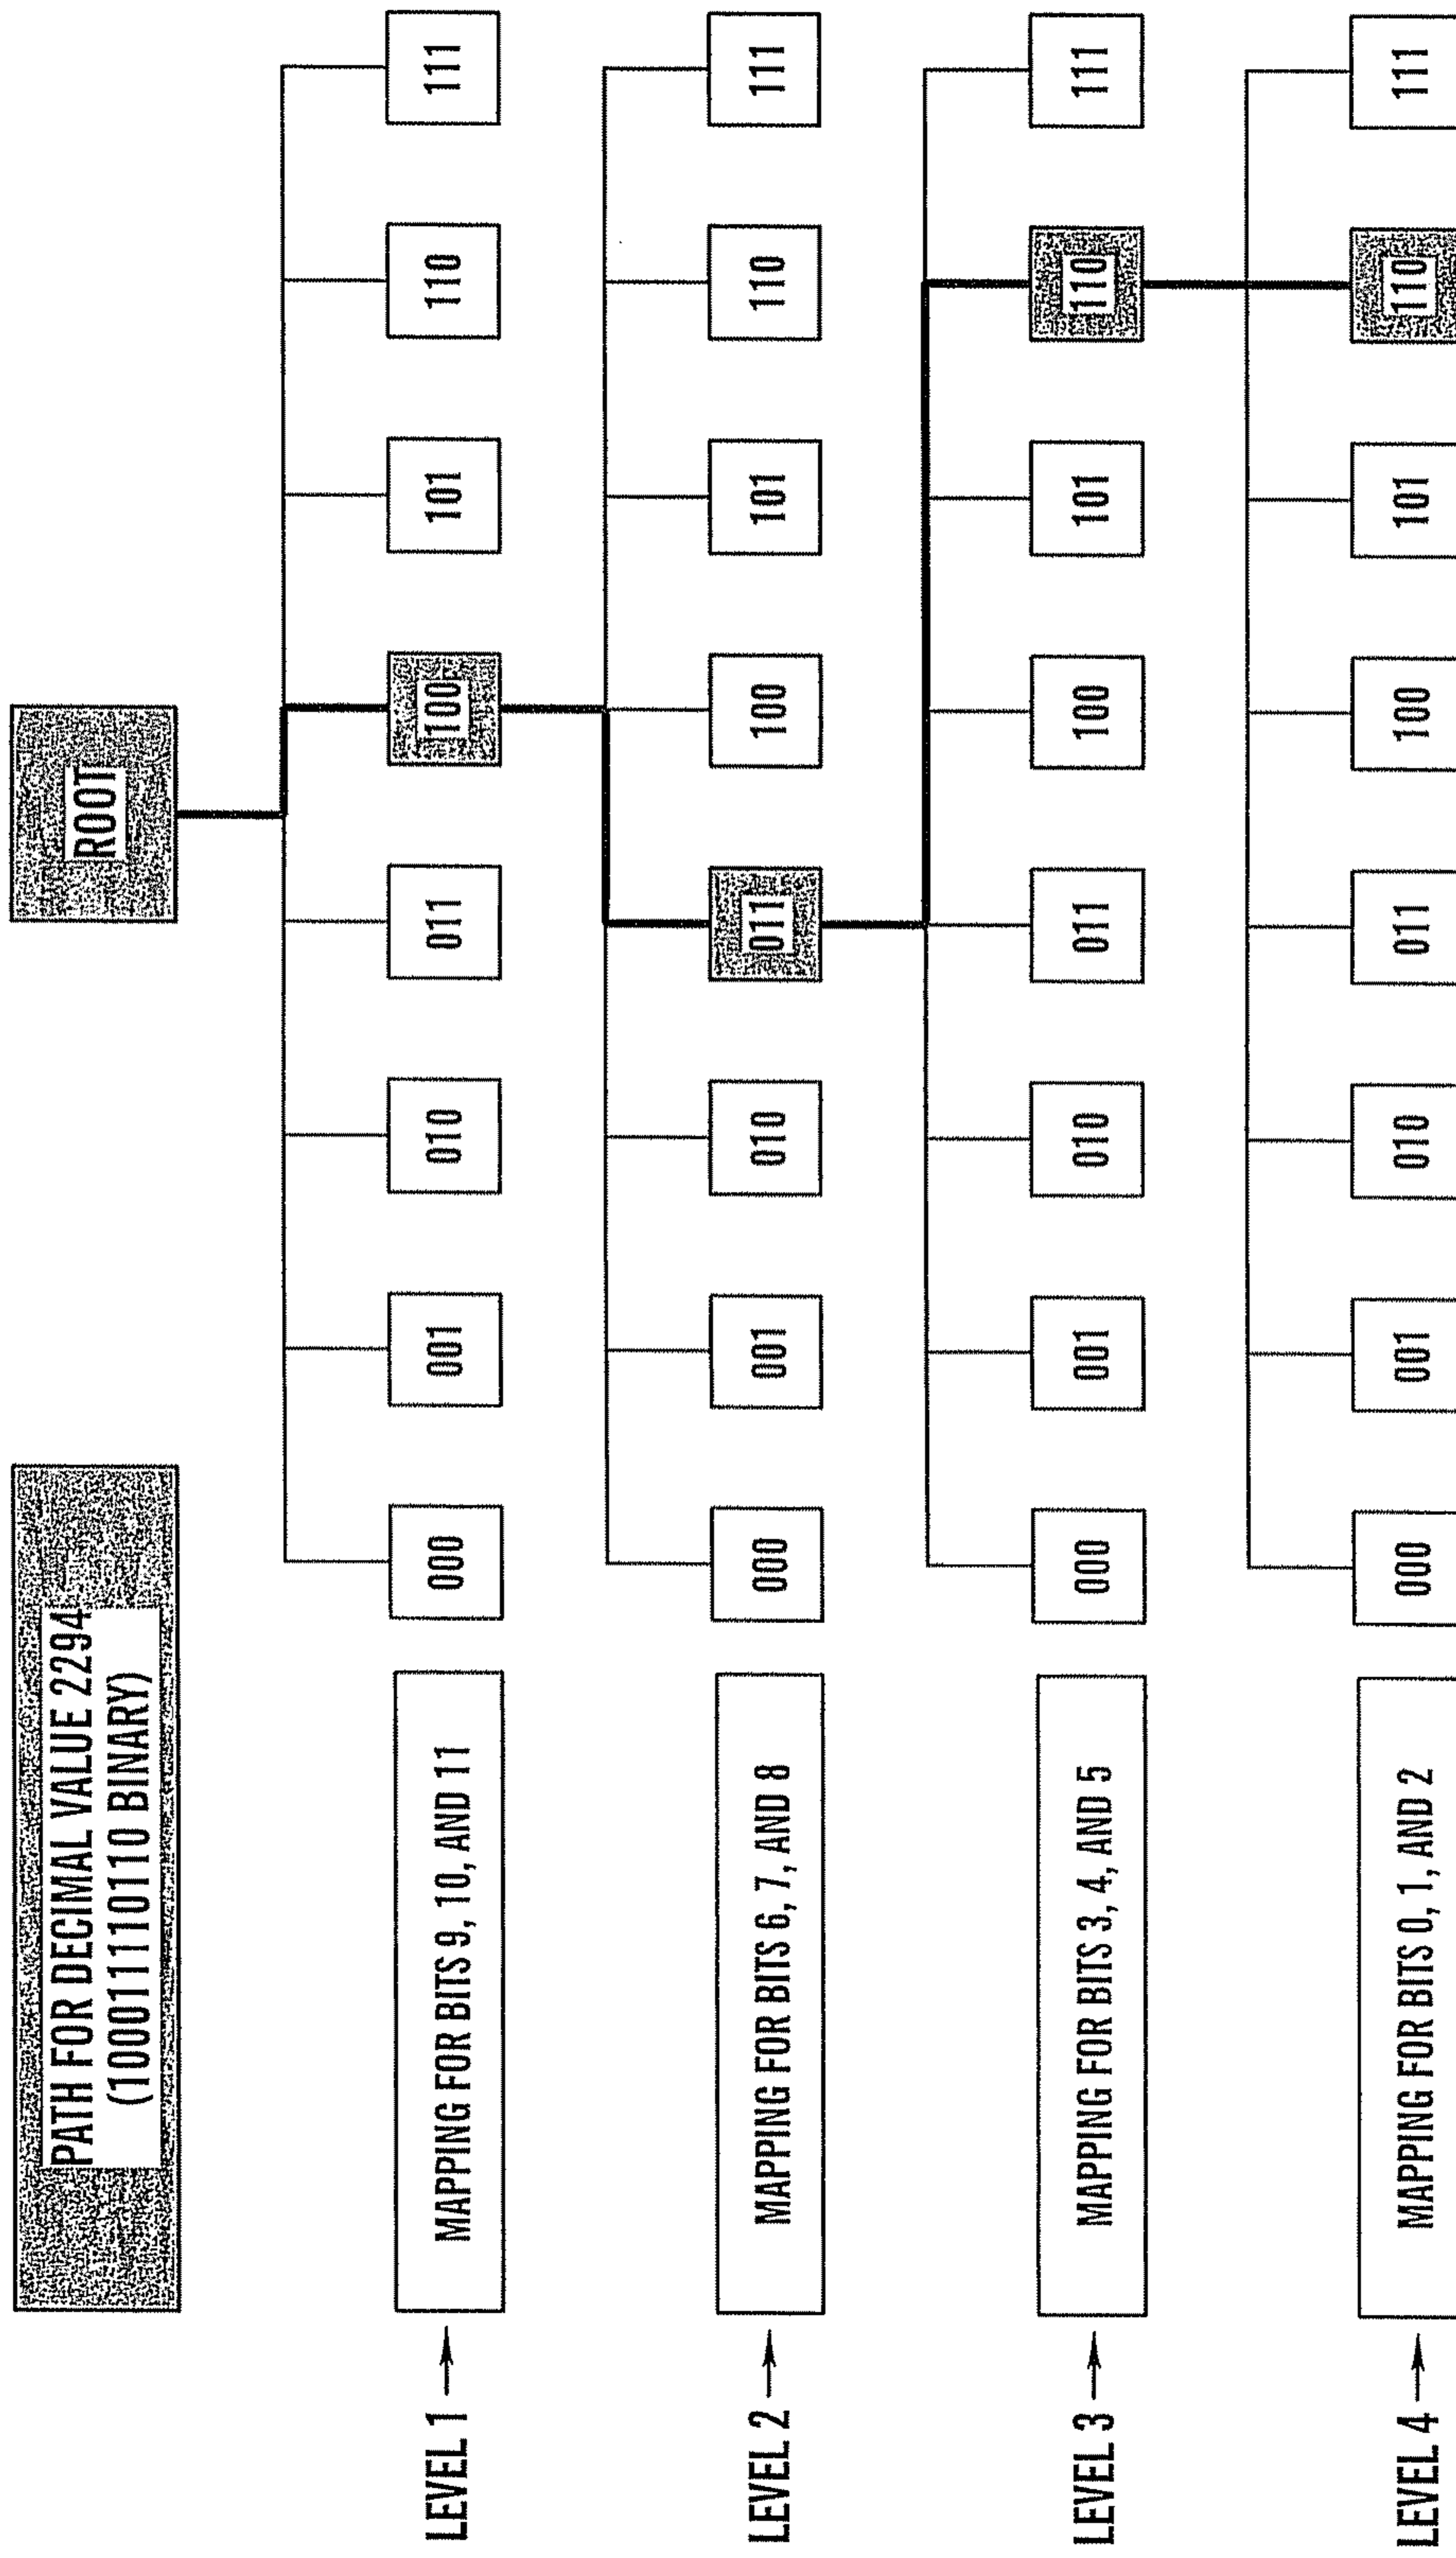 PATH FOR DECIMAL VALUE 2294
(100011110110 BINARY)
ROOT
LEVEL 1
MAPPING FOR BITS 9, 10, AND 11
000
001
010
011
100
101
110
111
LEVEL 2
MAPPING FOR BITS 6, 7, AND 8
000
001
010
011
100
101
110
111
LEVEL 3
MAPPING FOR BITS 3, 4, AND 5
000
001
010
011
100
101
110
111
LEVEL 4
MAPPING FOR BITS 0, 1, AND 2
000
001
010
011
100
101
110
111